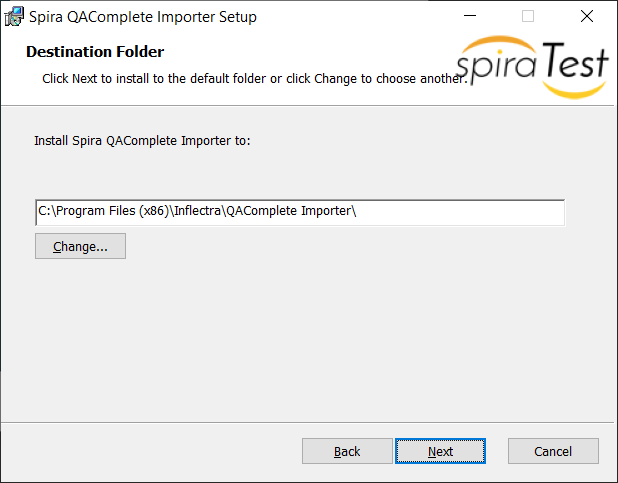 Spira QAComplete Importer Setup
Destination Folder
Click Next to install to the default folder or click Change to choose another.
spiraTest
Install Spira QAComplete Importer to:
C:\Program Files (x86)\Inflectra\QAComplete Importer\
Change...
Back
Next
Cancel